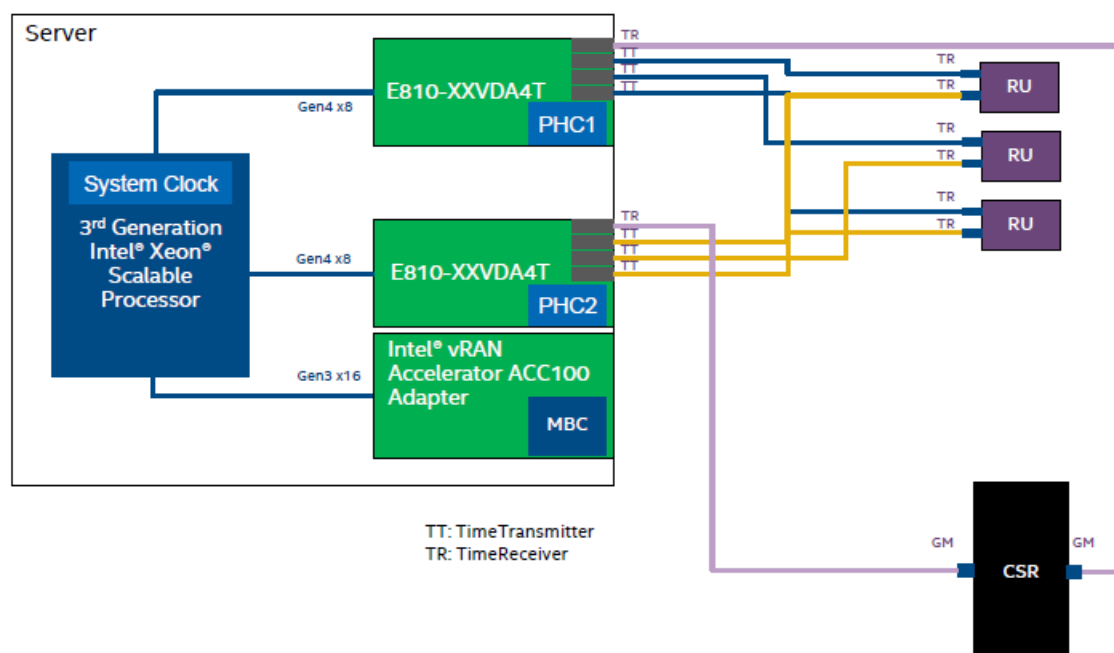 Server
TR
TT
TT
TT
E810-XXVDA4T
PHC1
Gen4 x8
TR
TR
RU
TR
TR
RU
TR
TR
RU
System Clock
3rd Generation
Intel® Xeon®
Scalable
Processor
TR
TT
TT
TT
Gen4 x8
E810-XXVDA4T
PHC2
Intel® vRAN
Accelerator ACC100
Adapter
Gen3 x16
MBC
TT: TimeTransmitter
TR: TimeReceiver
GM
CSR
GM